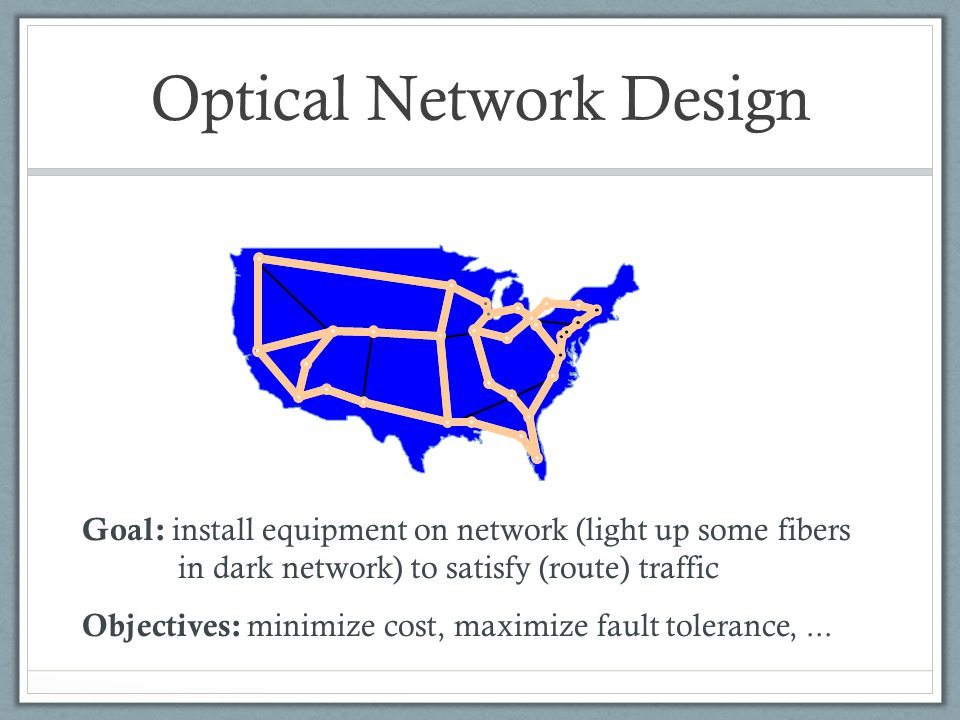 Optical Network Design
Goal: install equipment on network (light up some fibers
in dark network) to satisfy (route) traffic
Objectives: minimize cost, maximize fault tolerance, ...